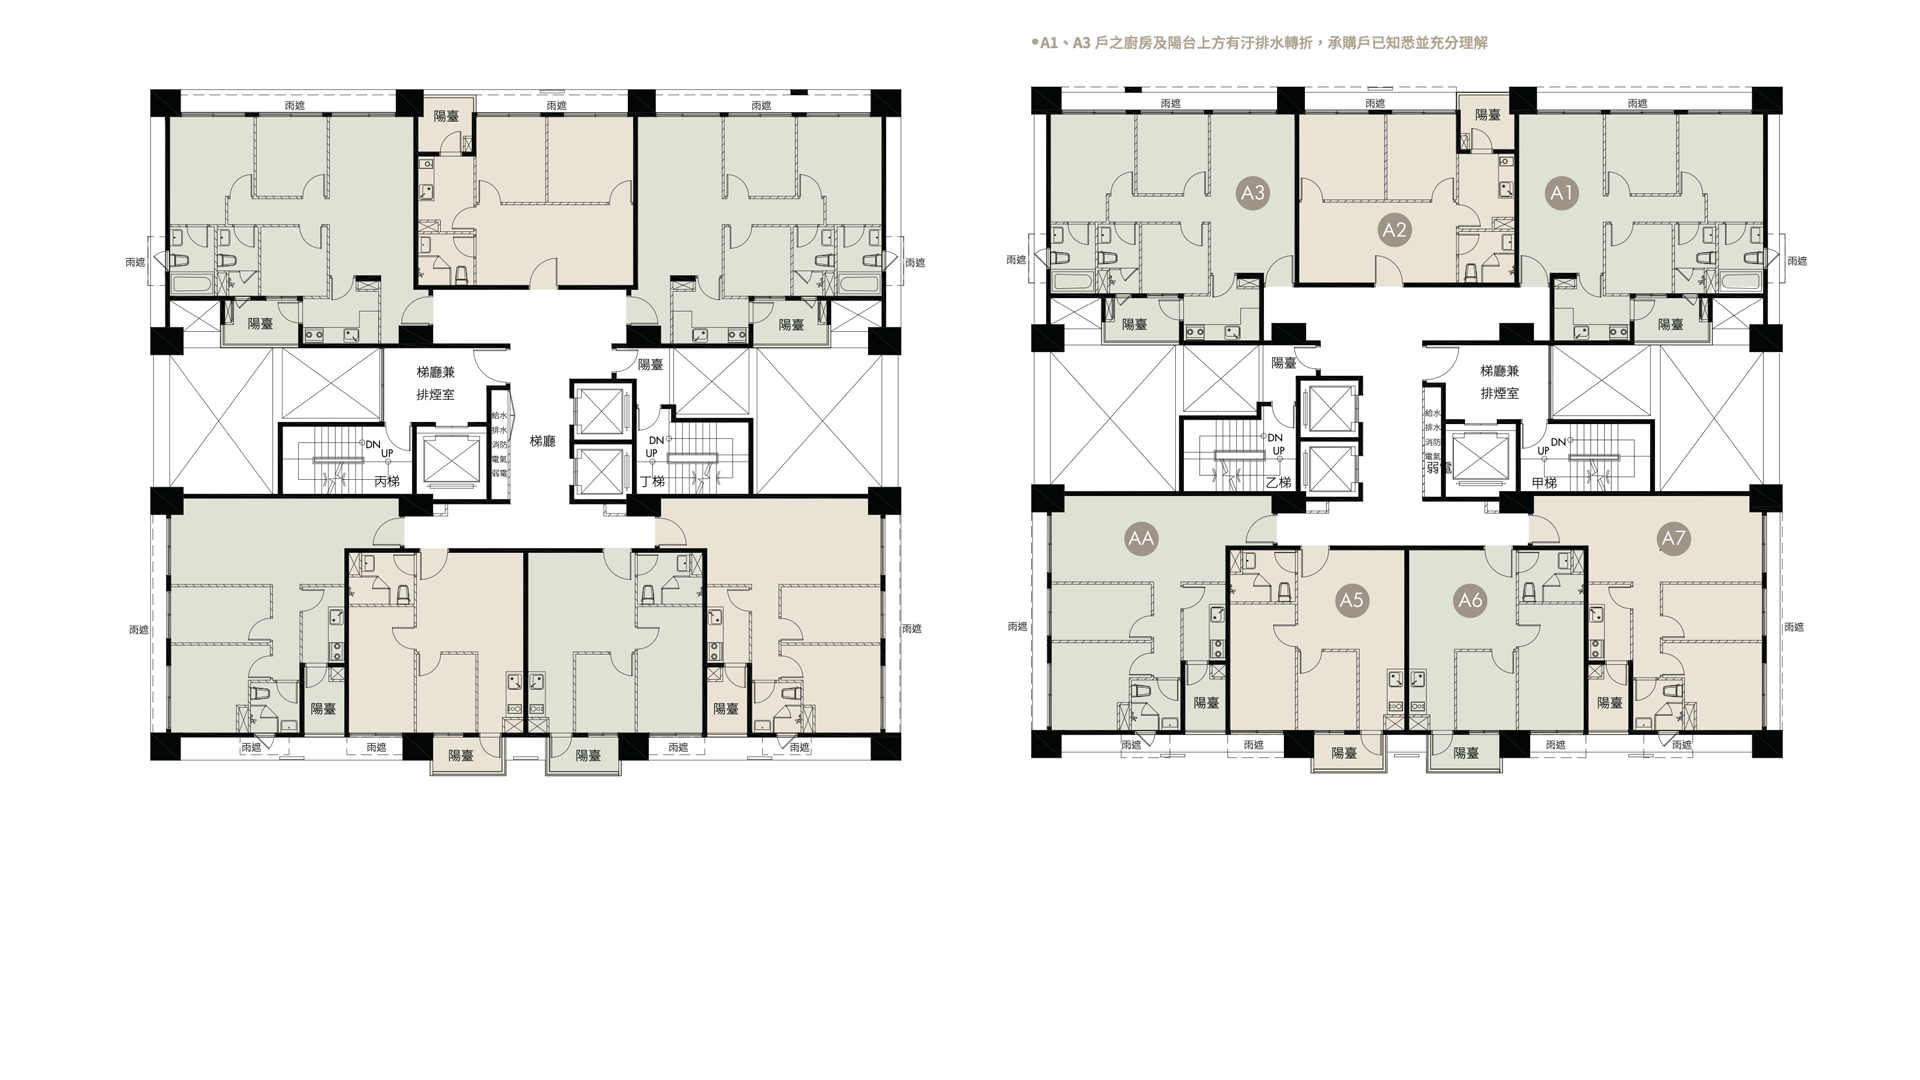 •A1、A3 戶之廚房及陽台上方有汙排水轉折，承購戶已知悉並充分理解
雨遮
雨遮
雨遮
陽臺
雨遮
雨遮
陽臺
陽臺
梯廳兼
排煙室
陽臺
給水
排水
消防
電氣
弱電
梯廳
DN
UP
丙梯
DN
UP
丁梯
雨遮
雨遮
陽臺
陽臺
雨遮
雨遮
陽臺
陽臺
雨遮
雨遮
雨遮
雨遮
雨遮
陽臺
A3
A2
A1
雨遮
雨遮
陽臺
陽臺
陽臺
梯廳兼
排煙室
給水
排水
消防
電氣
弱電
DN
UP
乙梯
DN
UP
甲梯
AA
A5
A6
A7
雨遮
雨遮
陽臺
陽臺
雨遮
雨遮
陽臺
陽臺
雨遮
雨遮